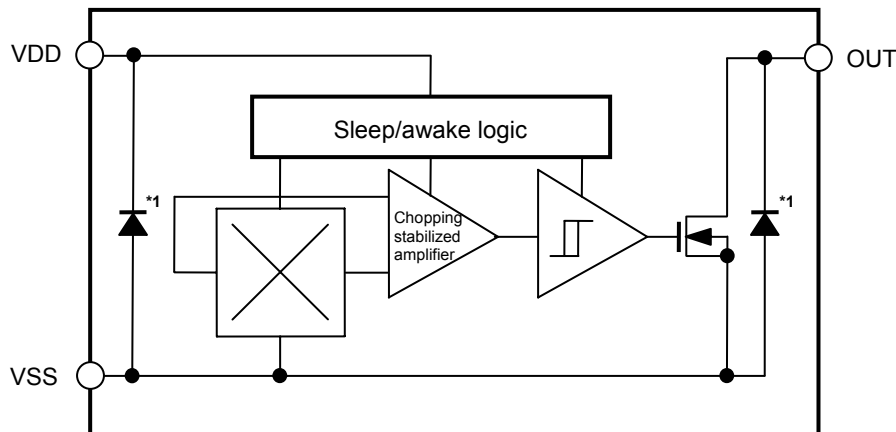 VDD
OUT
Sleep/awake logic
*1
*1
Chopping
stabilized
amplifier
VSS